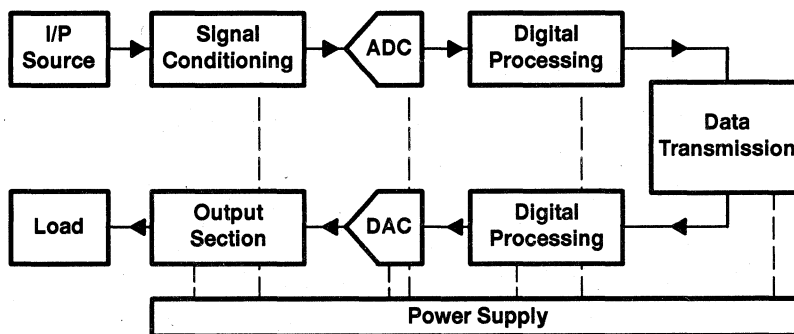 I/P
Source
Signal
Conditioning
ADC
Digital
Processing
Data
Transmission
Load
Output
Section
DAC
Digital
Processing
Power Supply